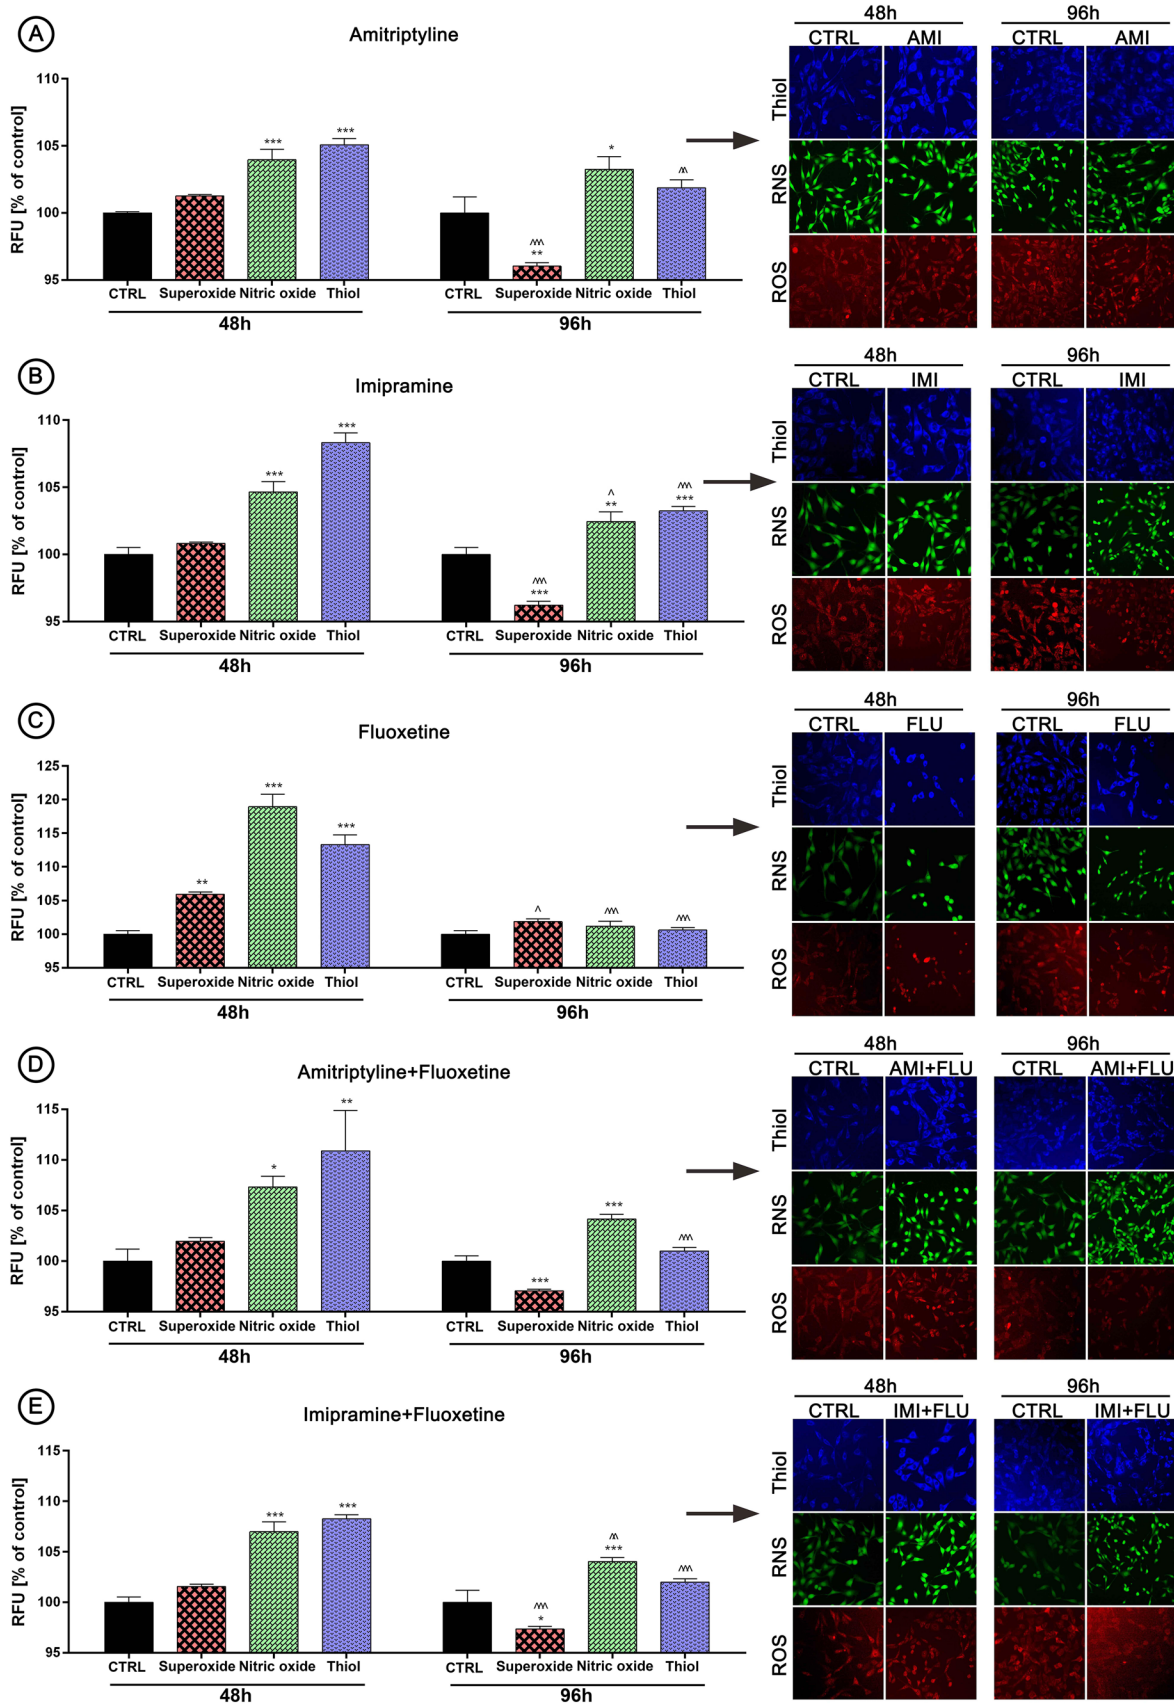 A
Amitriptyline
RFU [% of control]
110
105
100
95
*** *** * ^^
^^^
**
CTRL Superoxide Nitric oxide Thiol CTRL Superoxide Nitric oxide Thiol
48h 96h
48h 96h
CTRL AMI CTRL AMI
Thiol
RNS
ROS
B
Imipramine
RFU [% of control]
110
105
100
95
*** ***
^^^
***
^
**
^^^
***
CTRL Superoxide Nitric oxide Thiol CTRL Superoxide Nitric oxide Thiol
48h 96h
48h 96h
CTRL IMI CTRL IMI
Thiol
RNS
ROS
C
Fluoxetine
RFU [% of control]
125
120
115
110
105
100
95
** *** *** ^ ^^^ ^^^
CTRL Superoxide Nitric oxide Thiol CTRL Superoxide Nitric oxide Thiol
48h 96h
48h 96h
CTRL FLU CTRL FLU
Thiol
RNS
ROS
D
Amitriptyline+Fluoxetine
RFU [% of control]
115
110
105
100
95
* ** *** *** ^^^
CTRL Superoxide Nitric oxide Thiol CTRL Superoxide Nitric oxide Thiol
48h 96h
48h 96h
CTRL AMI+FLU CTRL AMI+FLU
Thiol
RNS
ROS
E
Imipramine+Fluoxetine
RFU [% of control]
115
110
105
100
95
*** ***
^^^
*
^^
***
^^^
CTRL Superoxide Nitric oxide Thiol CTRL Superoxide Nitric oxide Thiol
48h 96h
48h 96h
CTRL IMI+FLU CTRL IMI+FLU
Thiol
RNS
ROS